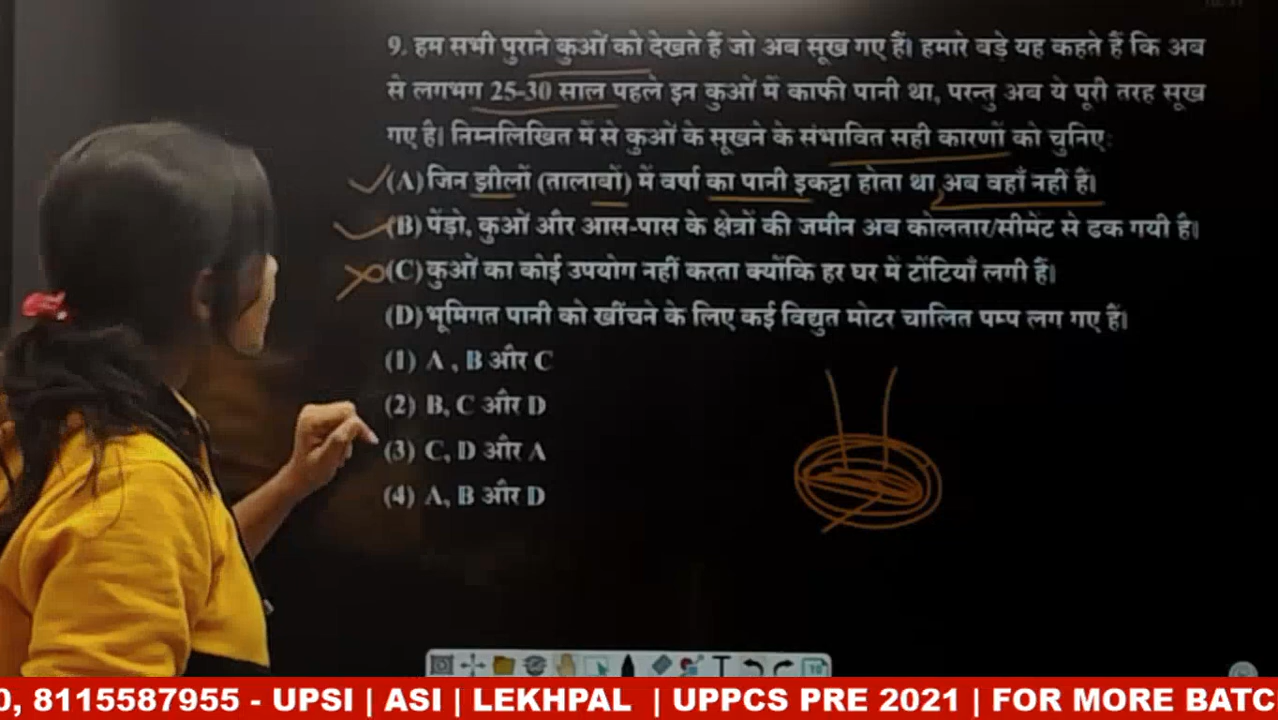 9. हम सभी पुराने कुओं को देखते हैं जो अब सूख गए हैं। हमारे बड़े यह कहते हैं कि अब
से लगभग 25-30 साल पहले इन कुओं में काफी पानी था, परन्तु अब ये पूरी तरह सूख
गए है। निम्नलिखित में से कुओं के सूखने के संभावित सही कारणों को चुनिए:
(A) जिन झीलों (तालाबों) में वर्षा का पानी इकट्ठा होता था, अब वहाँ नहीं हैं।
(B) पेंड़ो, कुओं और आस-पास के क्षेत्रों की जमीन अब कोलतार/सीमेंट से ढक गयी है।
(C) कुओं का कोई उपयोग नहीं करता क्योंकि हर घर में टोंटियाँ लगी हैं।
(D) भूमिगत पानी को खींचने के लिए कई विद्युत मोटर चालित पम्प लग गए हैं।
(1) A , B और C
(2) B, C और D
(3) C, D और A
(4) A, B और D
0, 8115587955 - UPSI | ASI | LEKHPAL | UPPCS PRE 2021 | FOR MORE BATC